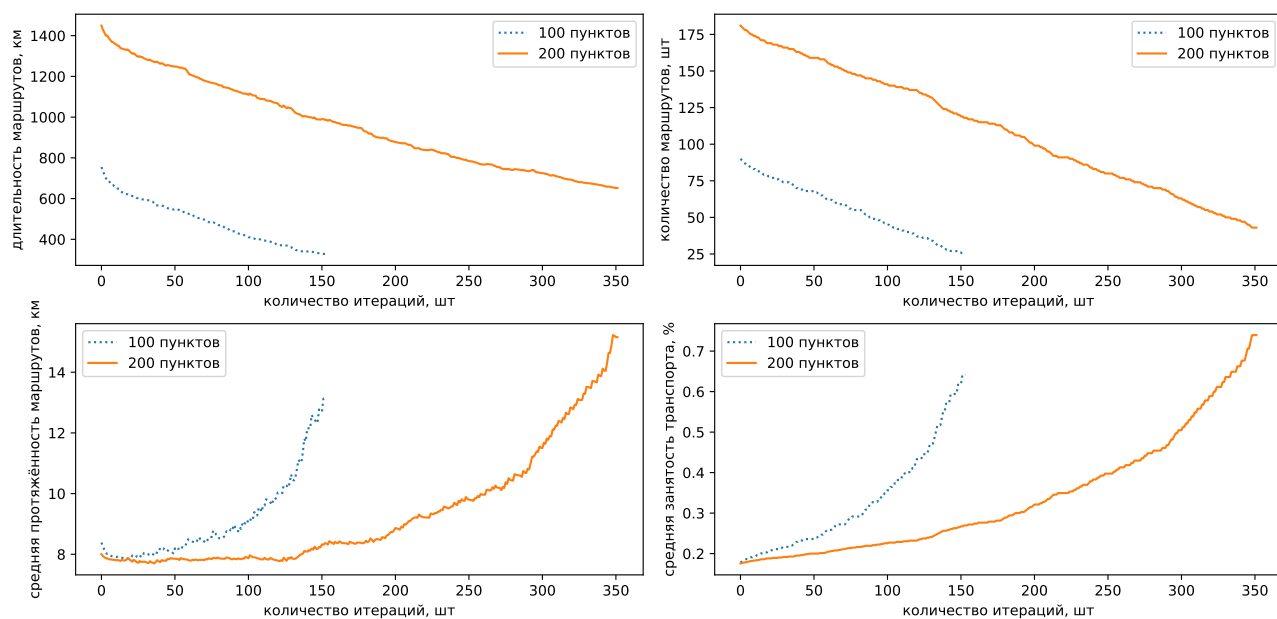 длительность маршрутов, км
1400
1200
1000
800
600
400
100 пунктов
200 пунктов
0 50 100 150 200 250 300 350
количество итераций, шт
количество маршрутов, шт
175
150
125
100
75
50
25
100 пунктов
200 пунктов
0 50 100 150 200 250 300 350
количество итераций, шт
средняя протяжённость маршрутов, км
14
12
10
8
100 пунктов
200 пунктов
0 50 100 150 200 250 300 350
количество итераций, шт
средняя занятость транспорта, %
0.7
0.6
0.5
0.4
0.3
0.2
100 пунктов
200 пунктов
0 50 100 150 200 250 300 350
количество итераций, шт